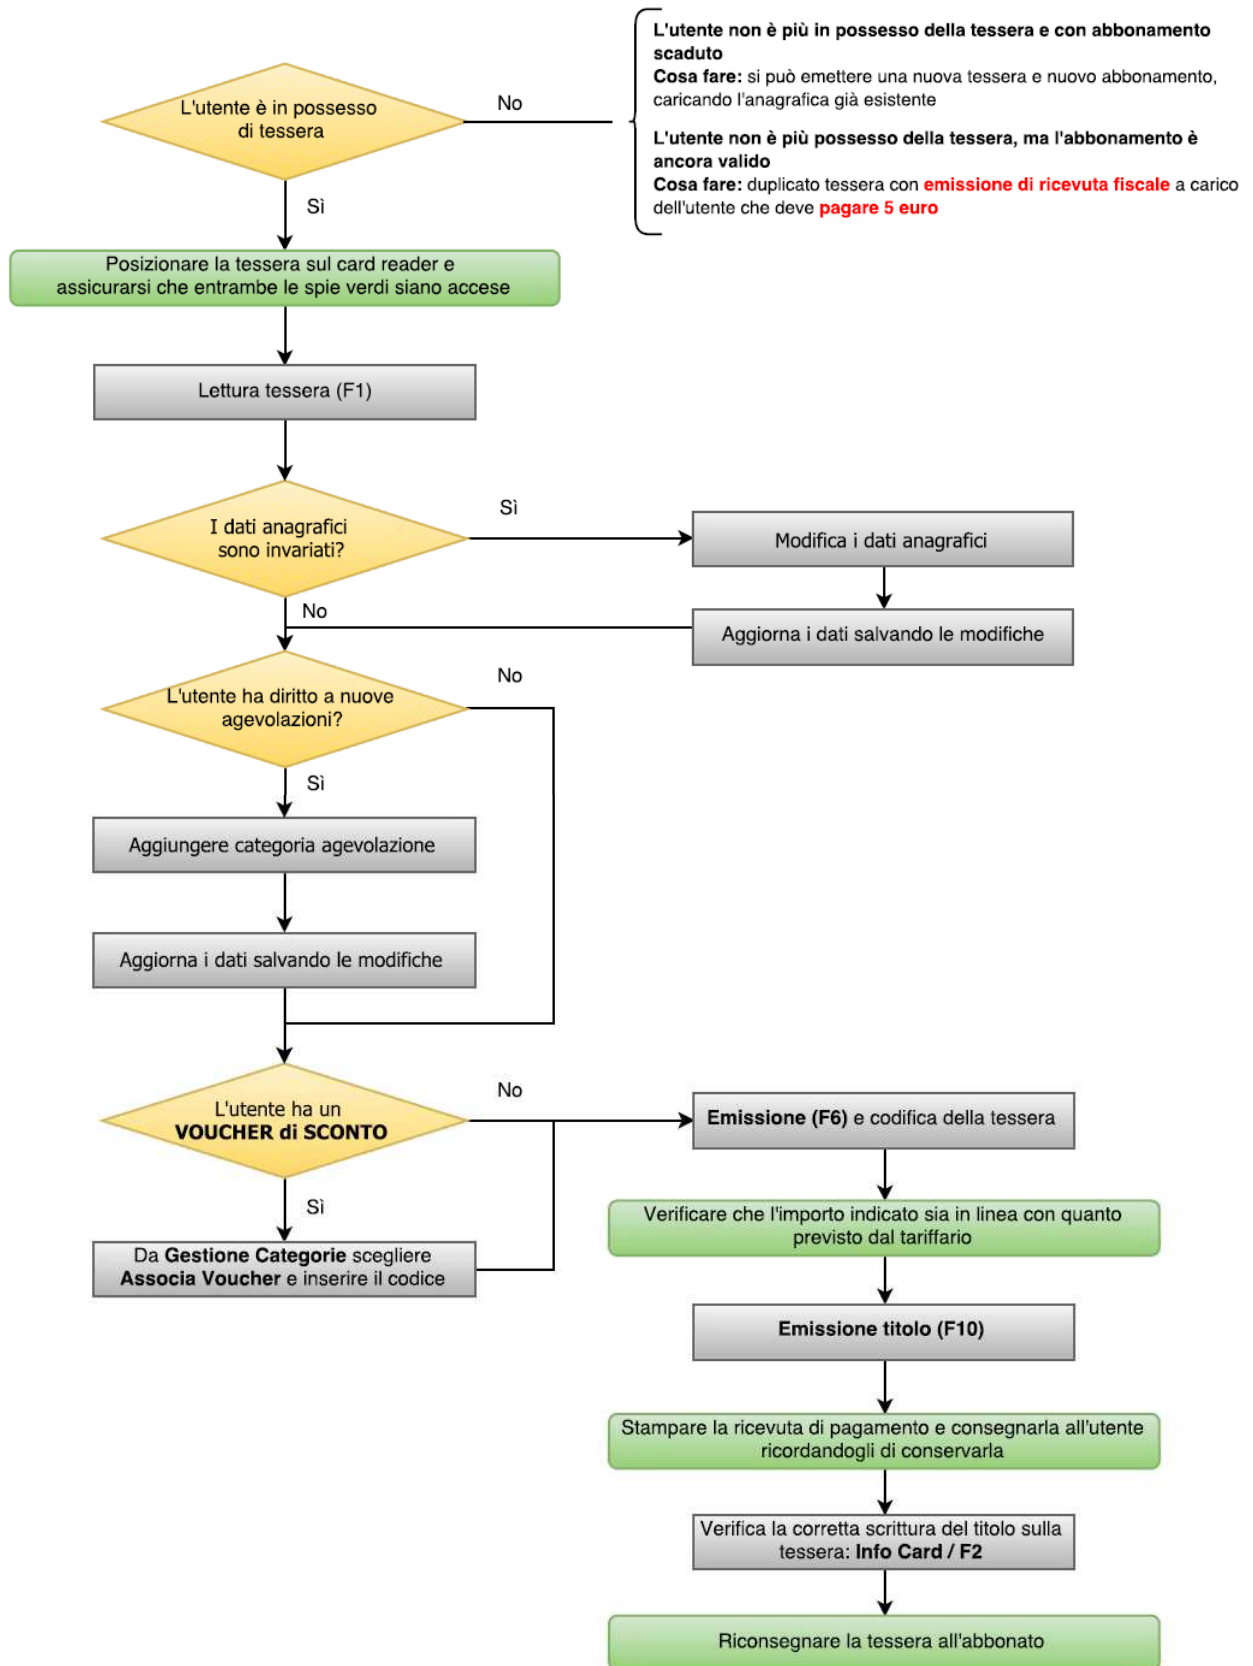 L'utente non è più in possesso della tessera e con abbonamento
scaduto
Cosa fare: si può emettere una nuova tessera e nuovo abbonamento,
caricando l'anagrafica già esistente
L'utente non è più possesso della tessera, ma l'abbonamento è
ancora valido
Cosa fare: duplicato tessera con emissione di ricevuta fiscale a carico
dell'utente che deve pagare 5 euro
L'utente è in possesso
di tessera
No
Sì
Posizionare la tessera sul card reader e
assicurarsi che entrambe le spie verdi siano accese
Lettura tessera (F1)
I dati anagrafici
sono invariati?
Sì
Modifica i dati anagrafici
No
Aggiorna i dati salvando le modifiche
L'utente ha diritto a nuove
agevolazioni?
No
Sì
Aggiungere categoria agevolazione
Aggiorna i dati salvando le modifiche
L'utente ha un
VOUCHER di SCONTO
No
Sì
Da Gestione Categorie scegliere
Associa Voucher e inserire il codice
Emissione (F6) e codifica della tessera
Verificare che l'importo indicato sia in linea con quanto
previsto dal tariffario
Emissione titolo (F10)
Stampare la ricevuta di pagamento e consegnarla all'utente
ricordandogli di conservarla
Verifica la corretta scrittura del titolo sulla
tessera: Info Card / F2
Riconsegnare la tessera all'abbonato